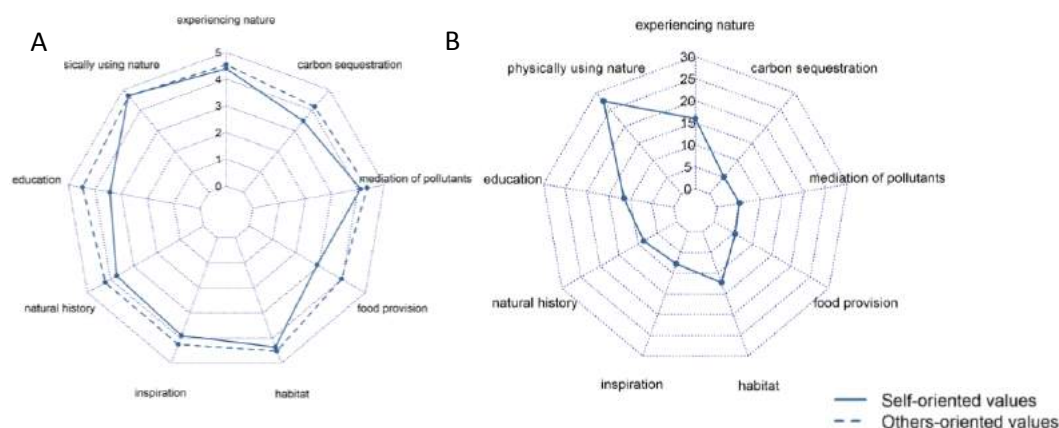 A
experiencing nature
5
4
3
2
1
0
sically using nature
carbon sequestration
education
mediation of pollutants
natural history
food provision
inspiration
habitat
B
experiencing nature
30
25
20
15
10
5
0
physically using nature
carbon sequestration
education
mediation of pollutants
natural history
food provision
inspiration
habitat
Self-oriented values
Others-oriented values